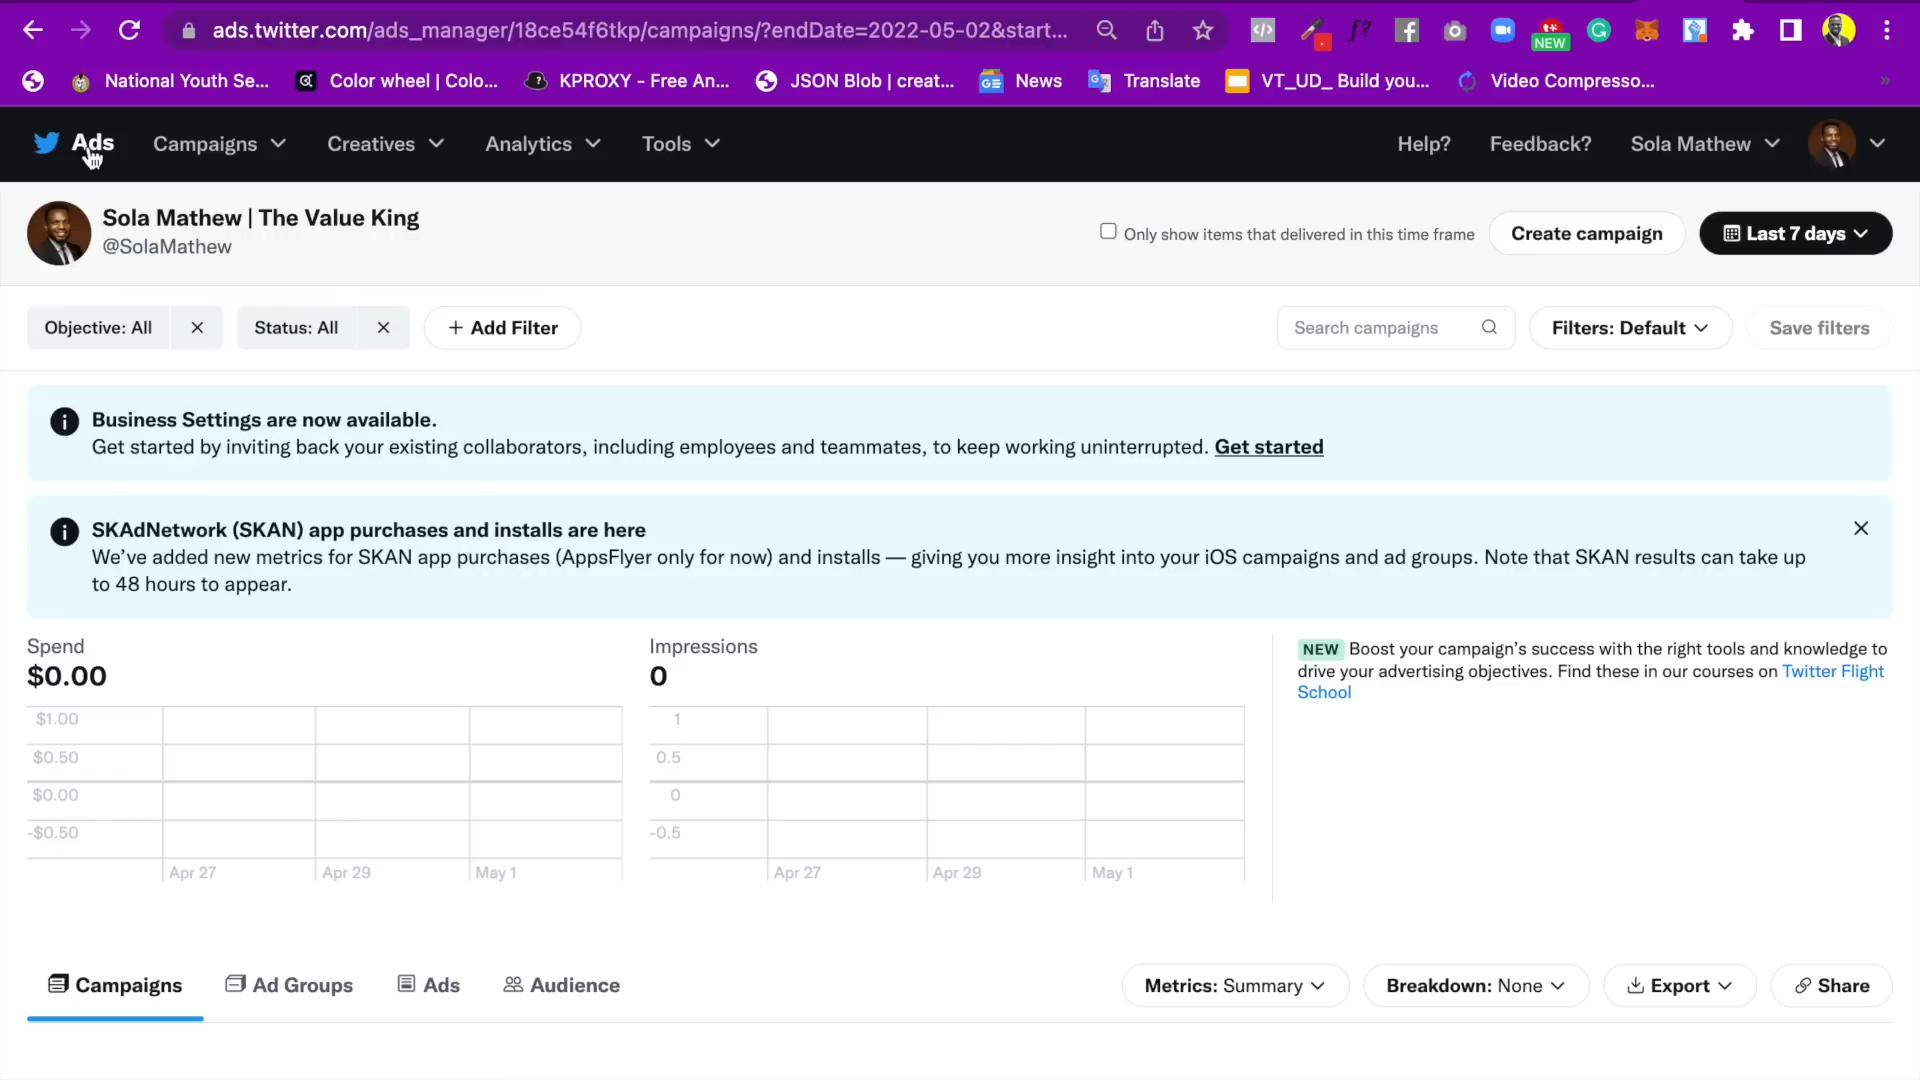 ads.twitter.com/ads_manager/18ce54f6tkp/campaigns/?endDate=2022-05-02&start...
NEW
National Youth Se...
Color wheel | Colo...
KPROXY - Free An...
JSON Blob | creat...
News
Translate
VT_UD_ Build you...
Video Compresso...
Ads
Campaigns
Creatives
Analytics
Tools
Help?
Feedback?
Sola Mathew
Sola Mathew | The Value King
@SolaMathew
Only show items that delivered in this time frame
Create campaign
Last 7 days
Objective: All
Status: All
+ Add Filter
Search campaigns
Filters: Default
Save filters
Business Settings are now available.
Get started by inviting back your existing collaborators, including employees and teammates, to keep working uninterrupted. Get started
SKAdNetwork (SKAN) app purchases and installs are here
We’ve added new metrics for SKAN app purchases (AppsFlyer only for now) and installs — giving you more insight into your iOS campaigns and ad groups. Note that SKAN results can take up
to 48 hours to appear.
Spend
$0.00
$1.00
$0.50
$0.00
-$0.50
Apr 27
Apr 29
May 1
Impressions
0
1
0.5
0
-0.5
Apr 27
Apr 29
May 1
NEW Boost your campaign’s success with the right tools and knowledge to
drive your advertising objectives. Find these in our courses on Twitter Flight
School
Campaigns
Ad Groups
Ads
Audience
Metrics: Summary
Breakdown: None
Export
Share